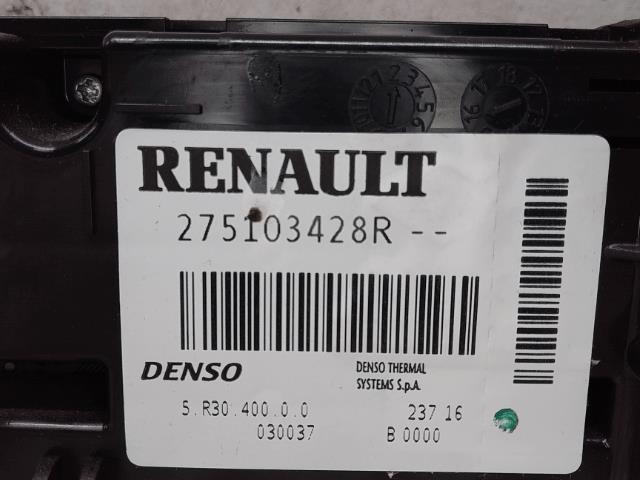 RENAULT
275103428R --
DENSO
DENSO THERMAL
SYSTEMS S.p.A.
5.R30.400.0.0
237 16
030037
B 0000